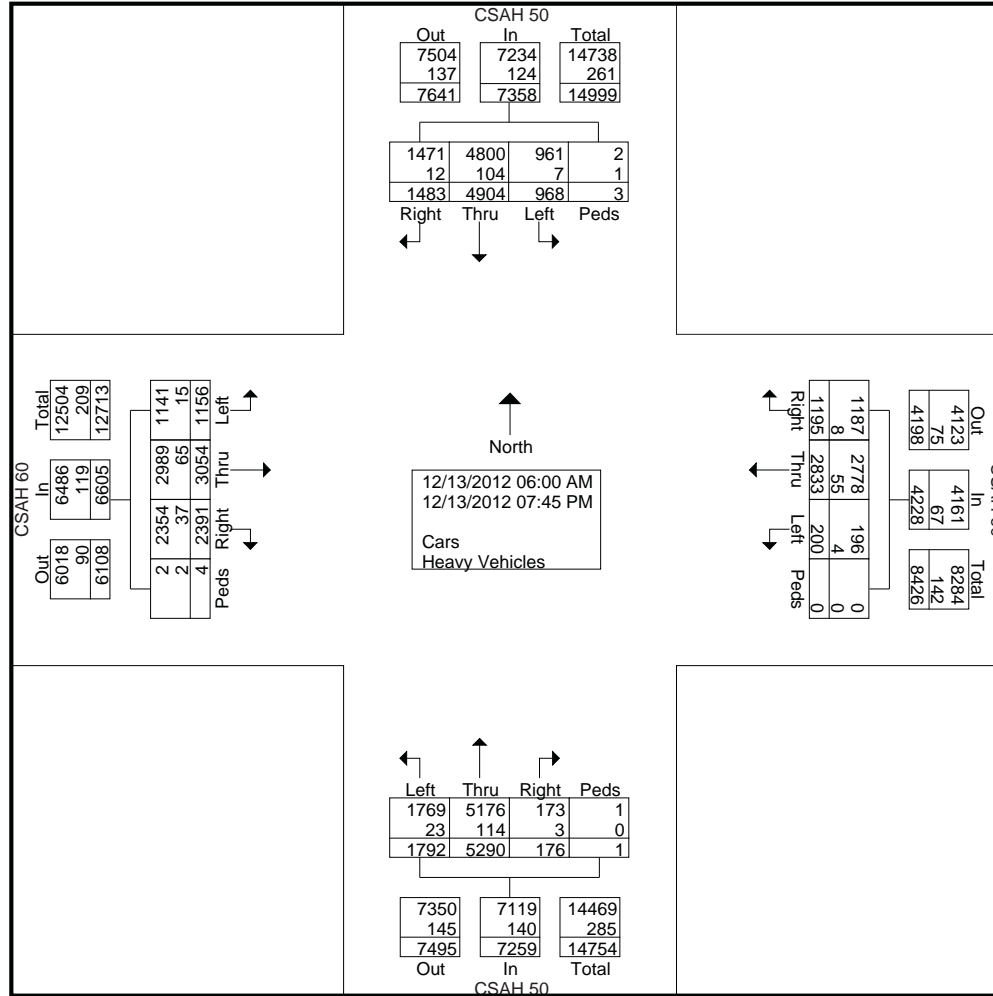 CSAH 50
Out In Total
7504 7234 14738
137 124 261
7641 7358 14999
1471 4800 961 2
12 104 7 1
1483 4904 968 3
Right Thru Left Peds
Total
12504
209
12713
In
6486
119
6605
Out
6018
90
6108
CSAH 60
Left
1156
15
1141
Thru
3054
65
2989
Right
2391
37
2354
Peds
4
2
2
North
12/13/2012 06:00 AM
12/13/2012 07:45 PM
Cars
Heavy Vehicles
Right
1195
8
1187
Thru
2833
55
2778
Left
200
4
196
Peds
0
0
0
Out
4123
75
4198
In
4161
67
4228
Total
8284
142
8426
Left Thru Right Peds
1769 5176 173 1
23 114 3 0
1792 5290 176 1
7350 7119 14469
145 140 285
7495 7259 14754
Out In Total
CSAH 50